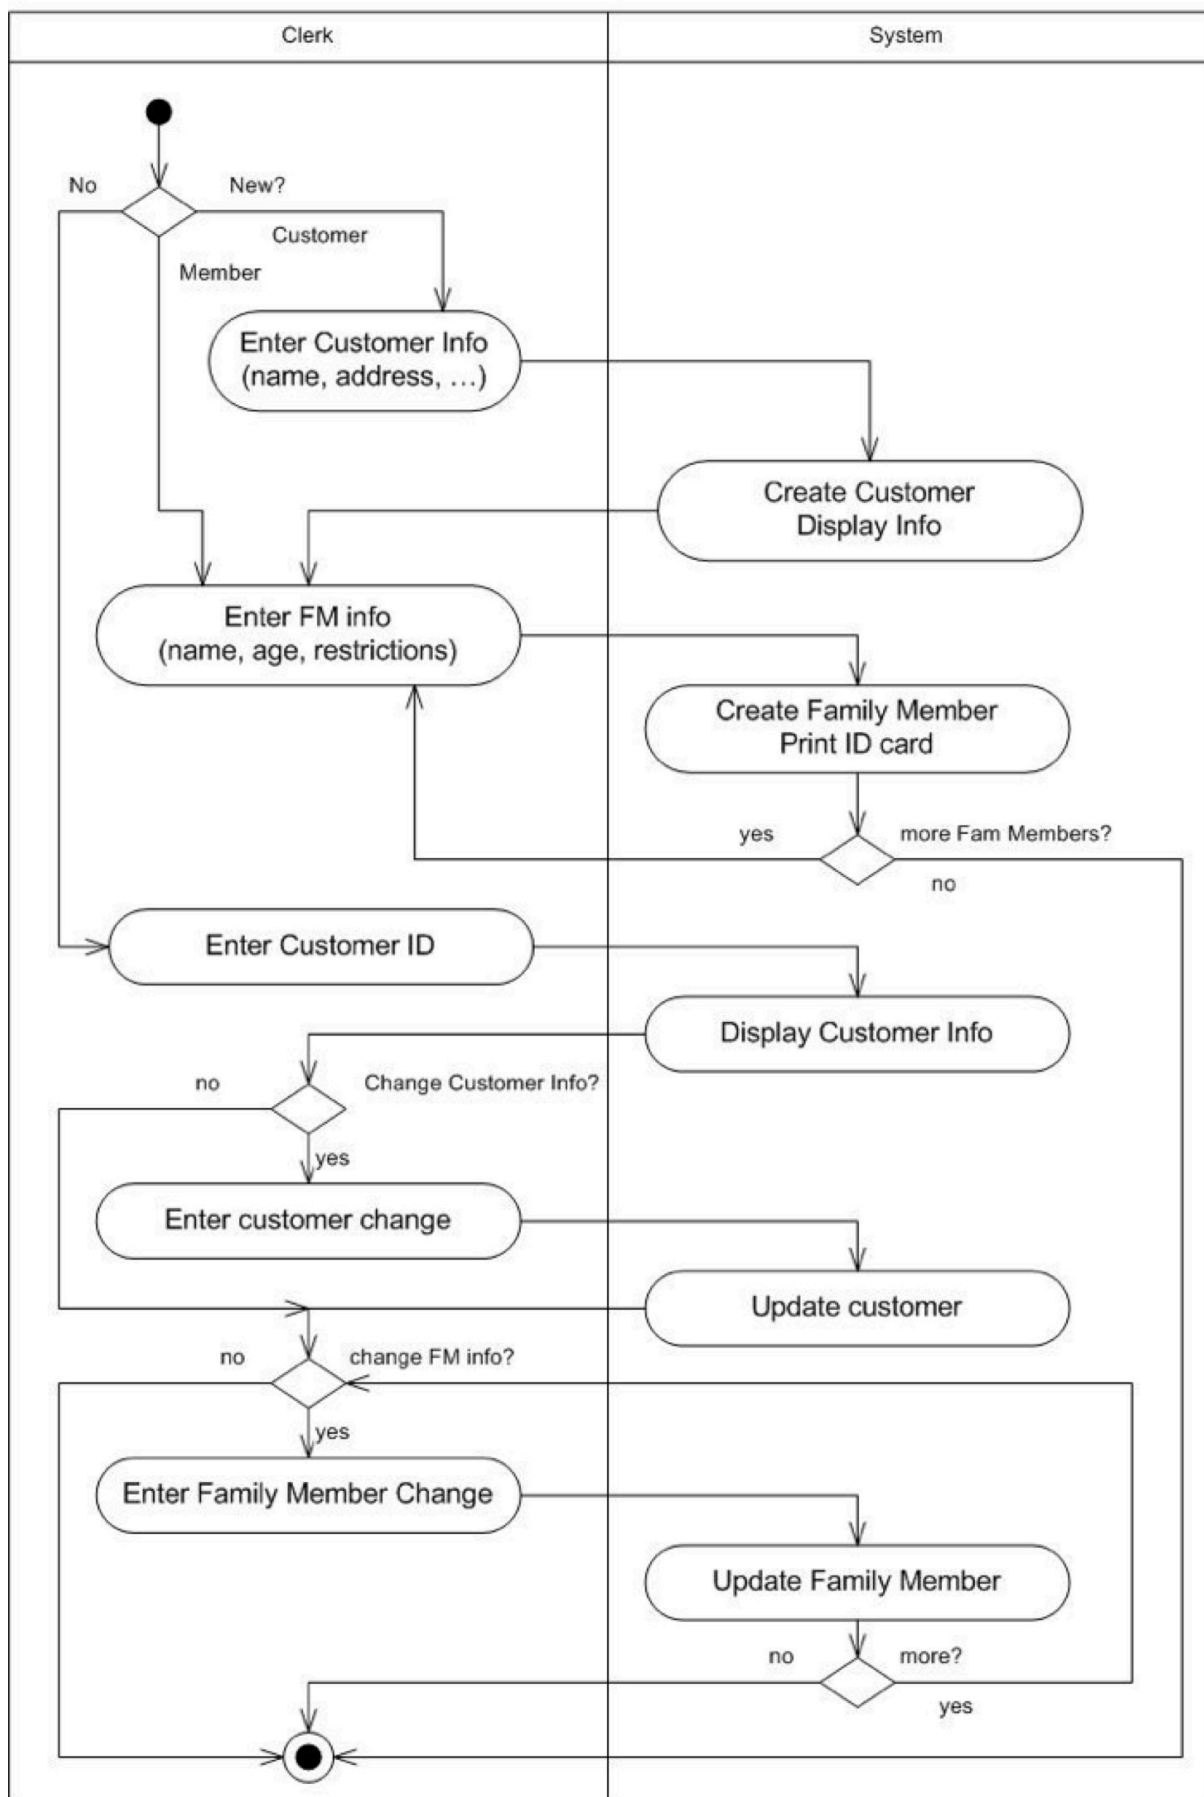 Clerk
System
No
New?
Customer
Member
Enter Customer Info
(name, address, …)
Create Customer
Display Info
Enter FM info
(name, age, restrictions)
Create Family Member
Print ID card
yes
more Fam Members?
no
Enter Customer ID
Display Customer Info
no
Change Customer Info?
yes
Enter customer change
Update customer
no
change FM info?
yes
Enter Family Member Change
Update Family Member
no
more?
yes